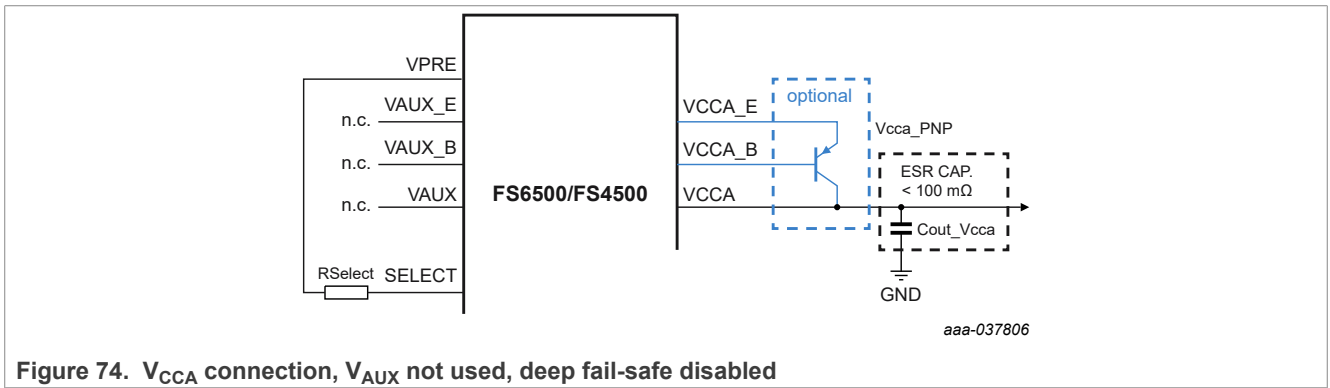 VPRE
VAUX_E
n.c.
VAUX_B
n.c.
VAUX
n.c.
RSelect
SELECT
FS6500/FS4500
VCCA_E
VCCA_B
VCCA
optional
Vcca_PNP
ESR CAP.
< 100 mΩ
Cout_Vcca
GND
aaa-037806
Figure 74. VCCA connection, VAUX not used, deep fail-safe disabled